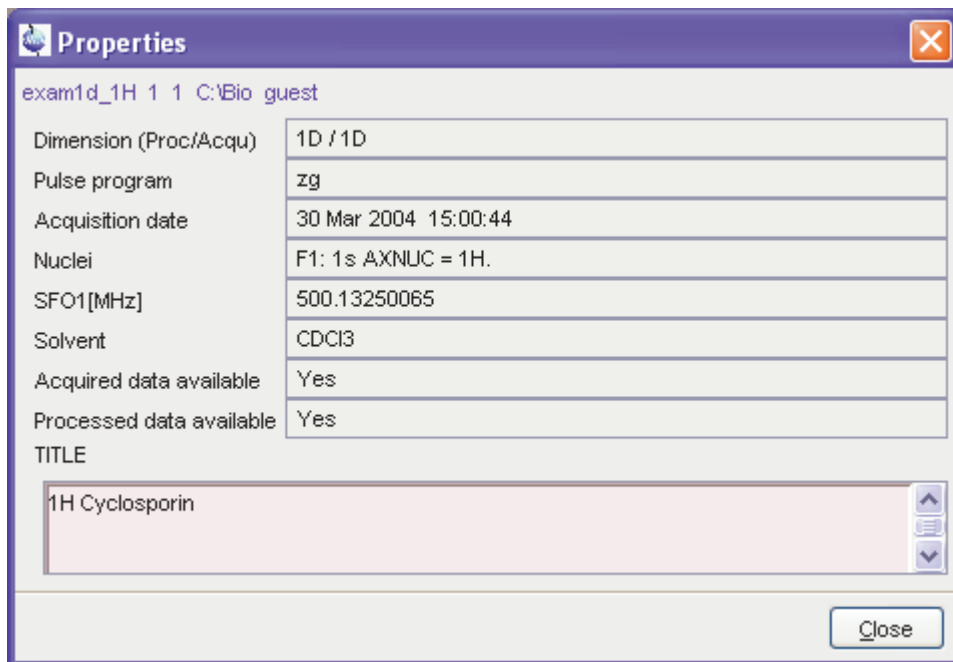 Properties
exam1d_1H 1 1 C:\Bio guest
Dimension (Proc/Acqu) 1D / 1D
Pulse program zg
Acquisition date 30 Mar 2004 15:00:44
Nuclei F1: 1s AXNUC = 1H.
SFO1[MHz] 500.13250065
Solvent CDCl3
Acquired data available Yes
Processed data available Yes
TITLE
1H Cyclosporin
Close